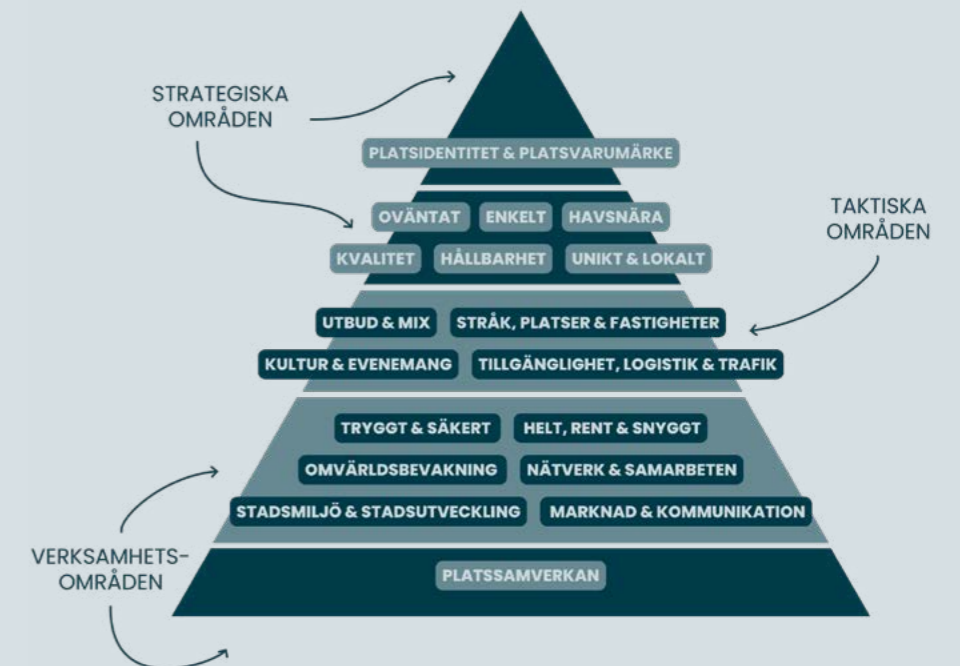 STRATEGISKA
OMRÅDEN
PLATSIDENTITET & PLATSVARUMÄRKE
OVÄNTAT ENKELT HAVSNÄRA
KVALITET HÅLLBARHET UNIKT & LOKALT
TAKTISKA
OMRÅDEN
UTBUD & MIX STRÅK, PLATSER & FASTIGHETER
KULTUR & EVENEMANG TILLGÄNGLIGHET, LOGISTIK & TRAFIK
TRYGGT & SÄKERT HELT, RENT & SNYGGT
OMVÄRLDSBEVAKNING NÄTVERK & SAMARBETEN
STADSMILJÖ & STADSUTVECKLING MARKNAD & KOMMUNIKATION
VERKSAMHETS-
OMRÅDEN
PLATSSAMVERKAN